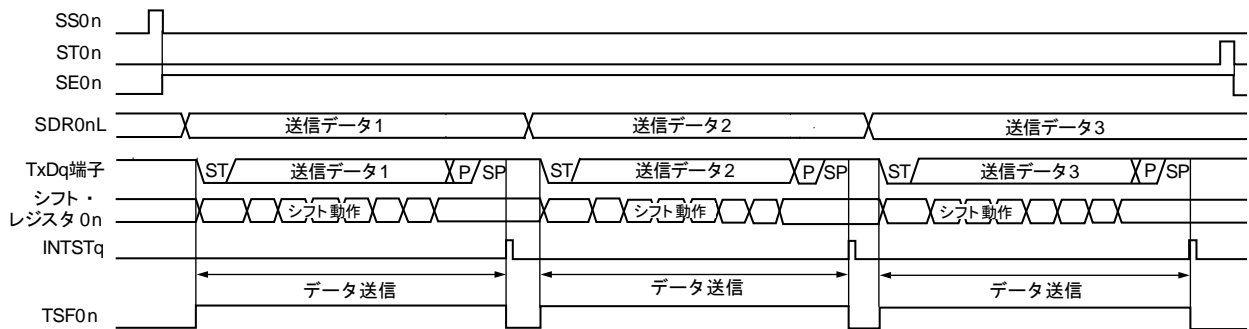 SS0n
ST0n
SE0n
SDR0nL 送信データ1 送信データ2 送信データ3
TxDq端子 ST 送信データ1 P SP ST 送信データ2 P SP ST 送信データ3 P SP
シフト・
レジスタ0n シフト動作 シフト動作 シフト動作
INTSTq
データ送信 データ送信 データ送信
TSF0n